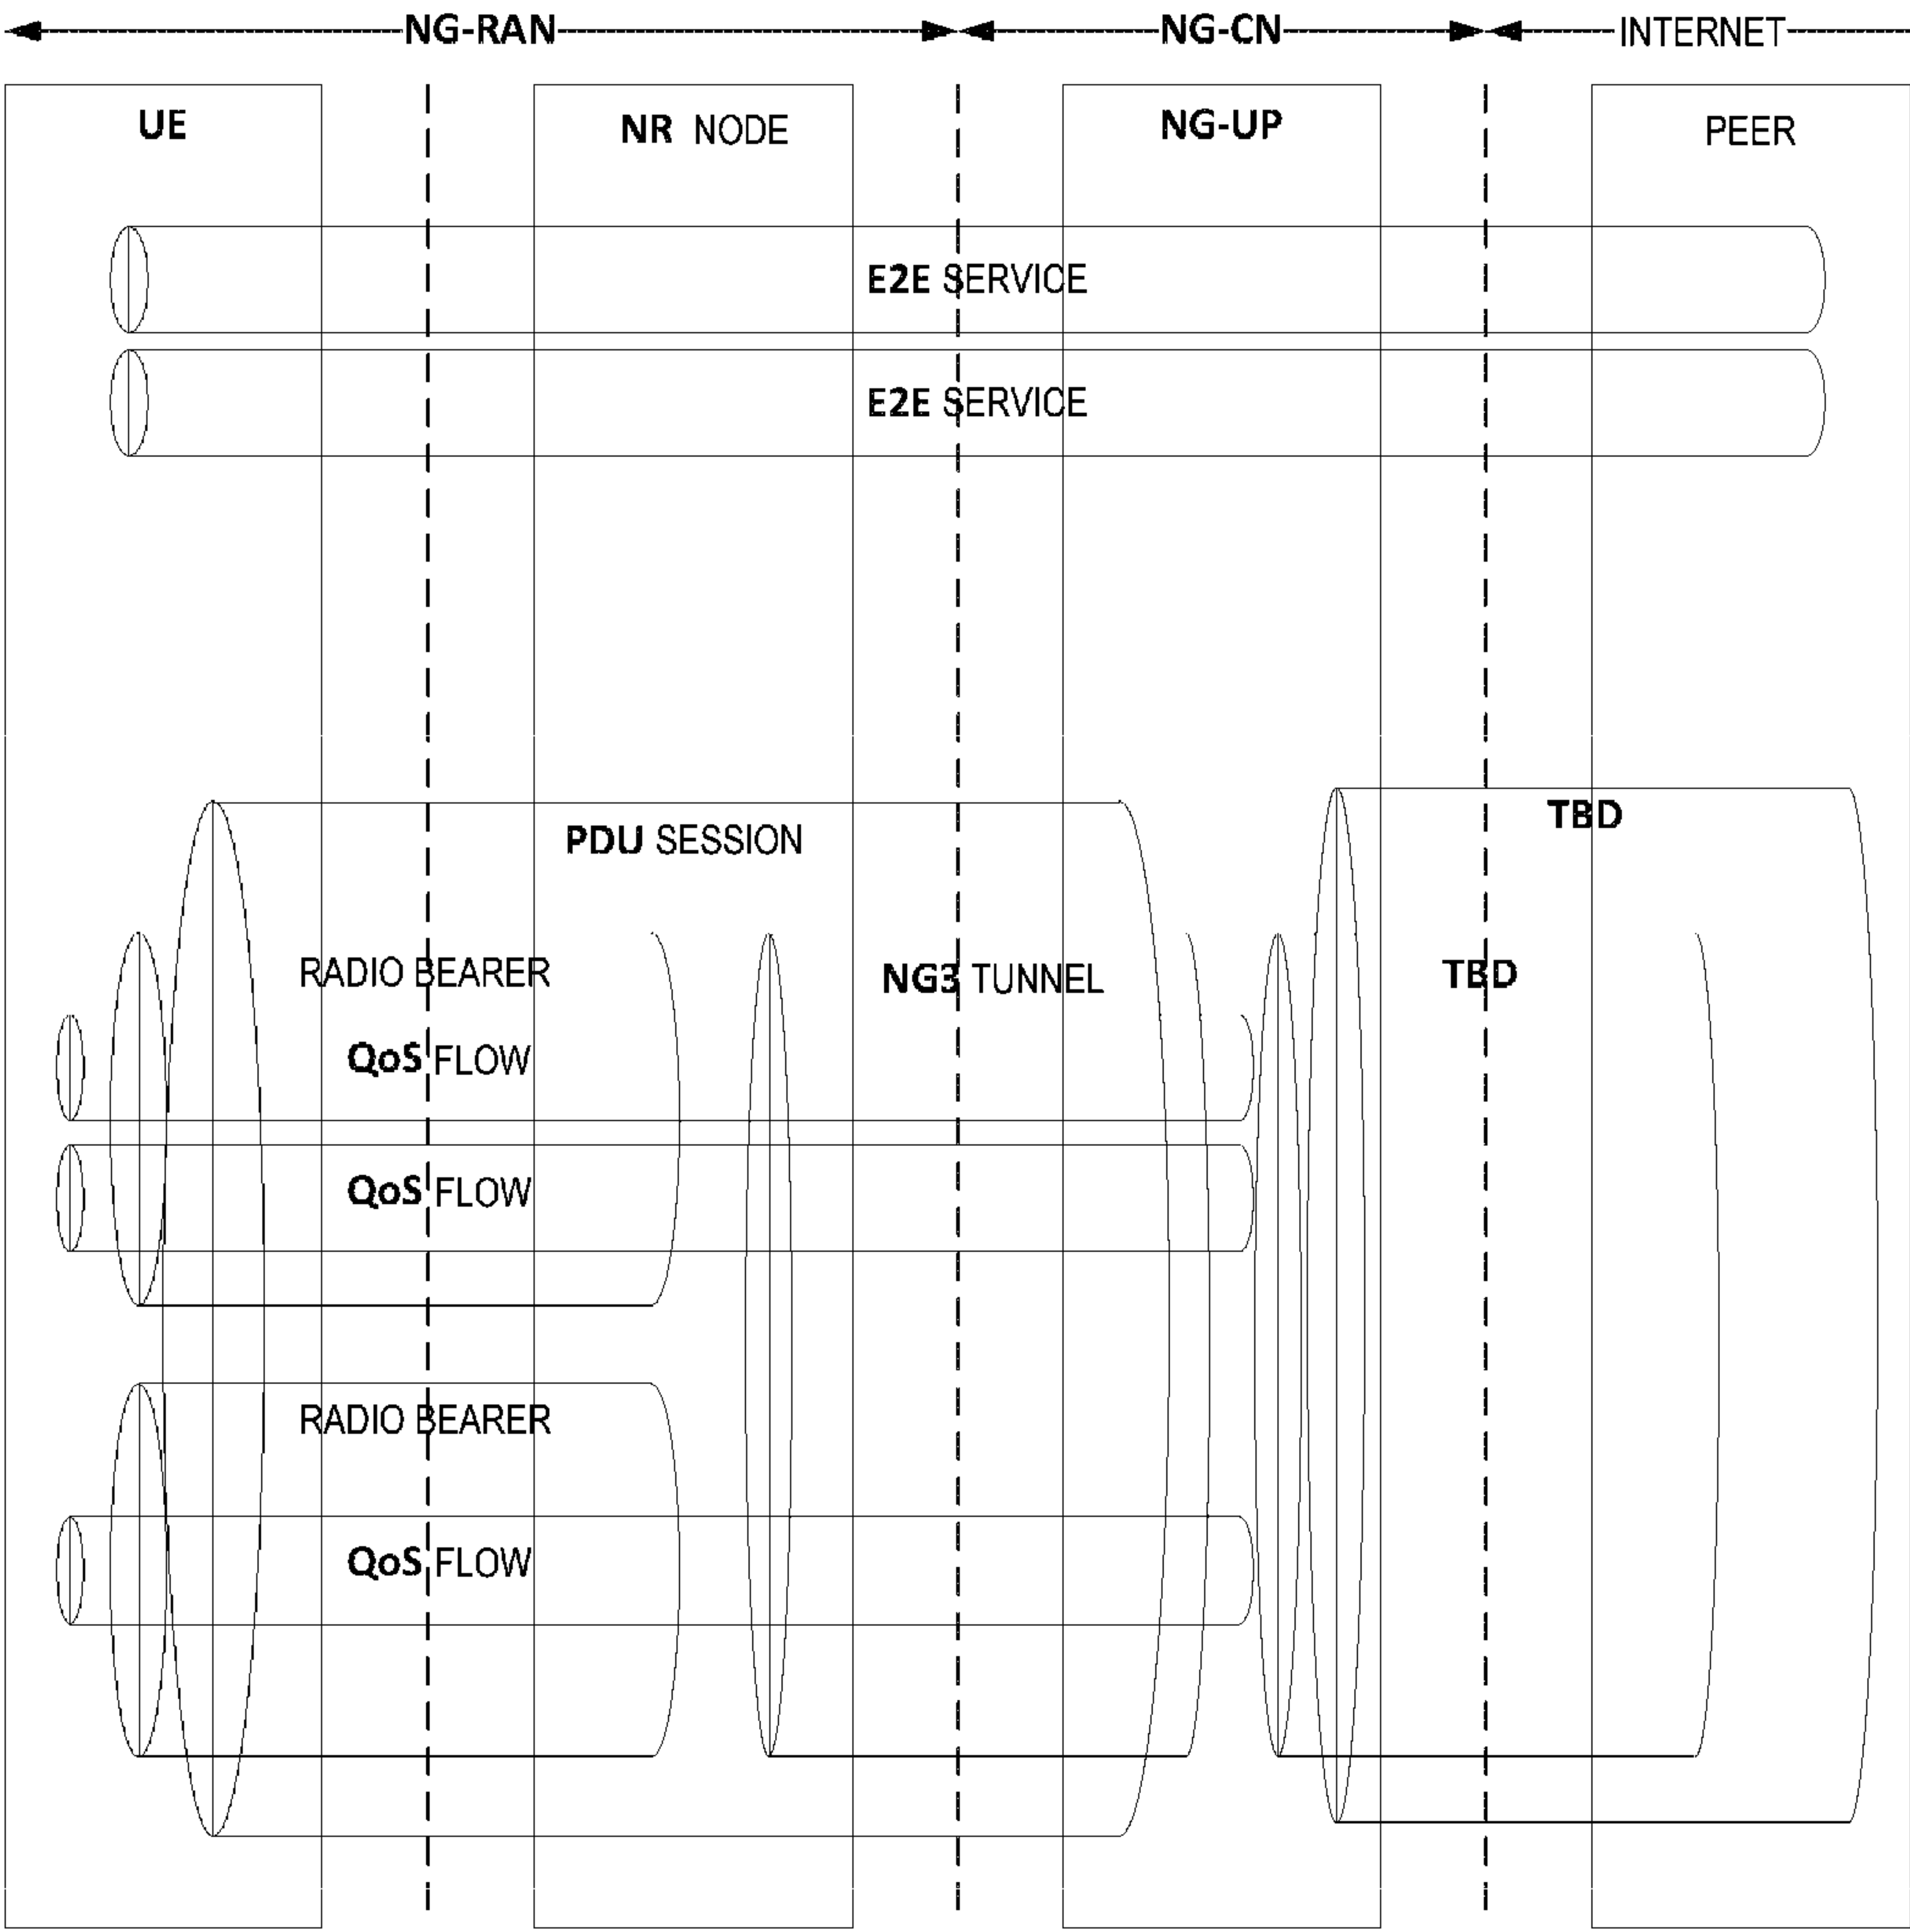 NG-RAN NG-CN INTERNET
UE NR NODE NG-UP PEER
E2E SERVICE
E2E SERVICE
TBD
PDU SESSION
RADIO BEARER NG3 TUNNEL TBD
QoS FLOW
QoS FLOW
RADIO BEARER
QoS FLOW